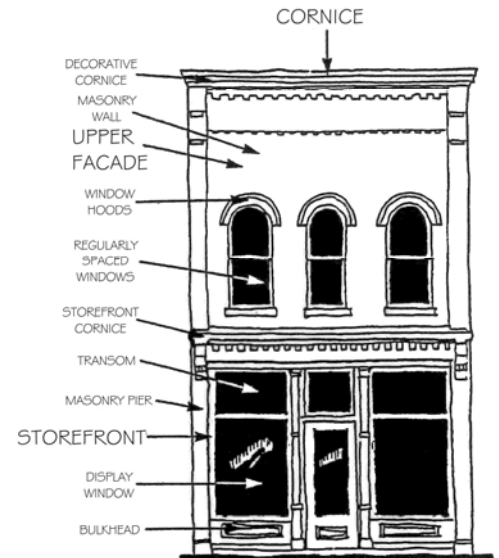 CORNICE
DECORATIVE
CORNICE
MASONRY
WALL
UPPER
FACADE
WINDOW
HOODS
REGULARLY
SPACED
WINDOWS
STOREFRONT
CORNICE
TRANSOM
MASONRY PIER
STOREFRONT
DISPLAY
WINDOW
BULKHEAD